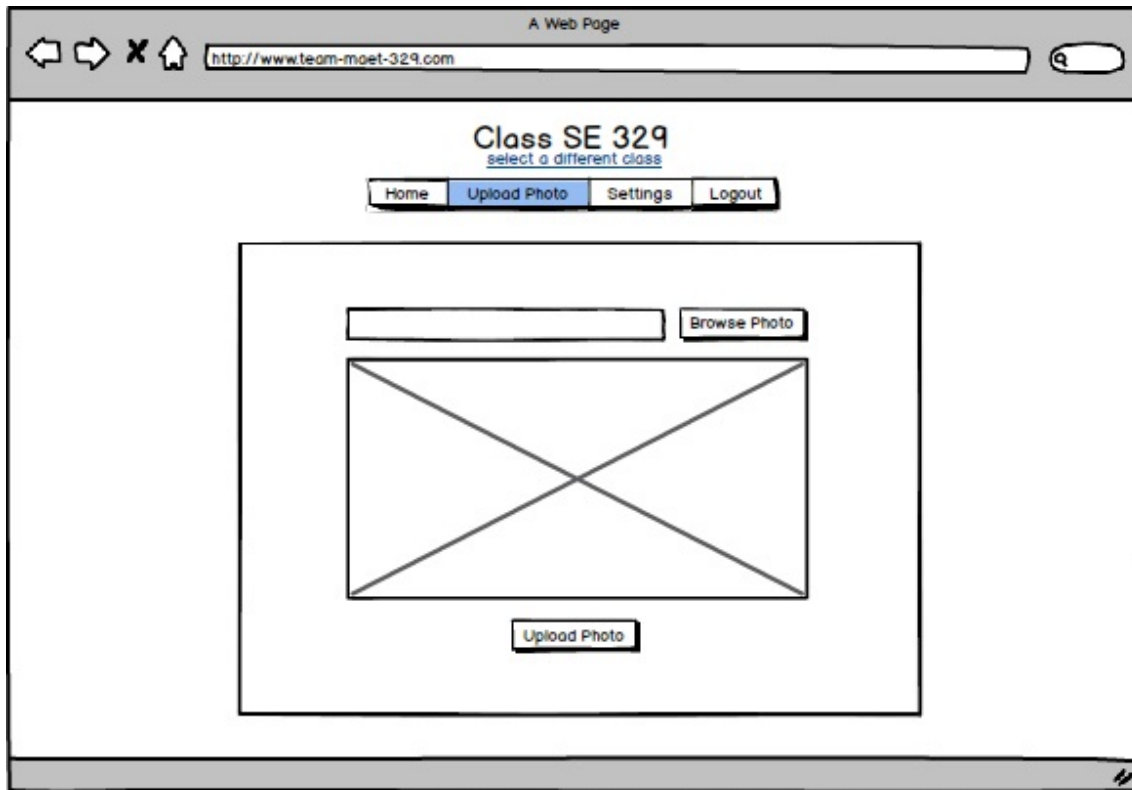 A Web Page
http://www.team-maet-329.com
Class SE 329
select a different class
Home Upload Photo Settings Logout
Browse Photo
Upload Photo